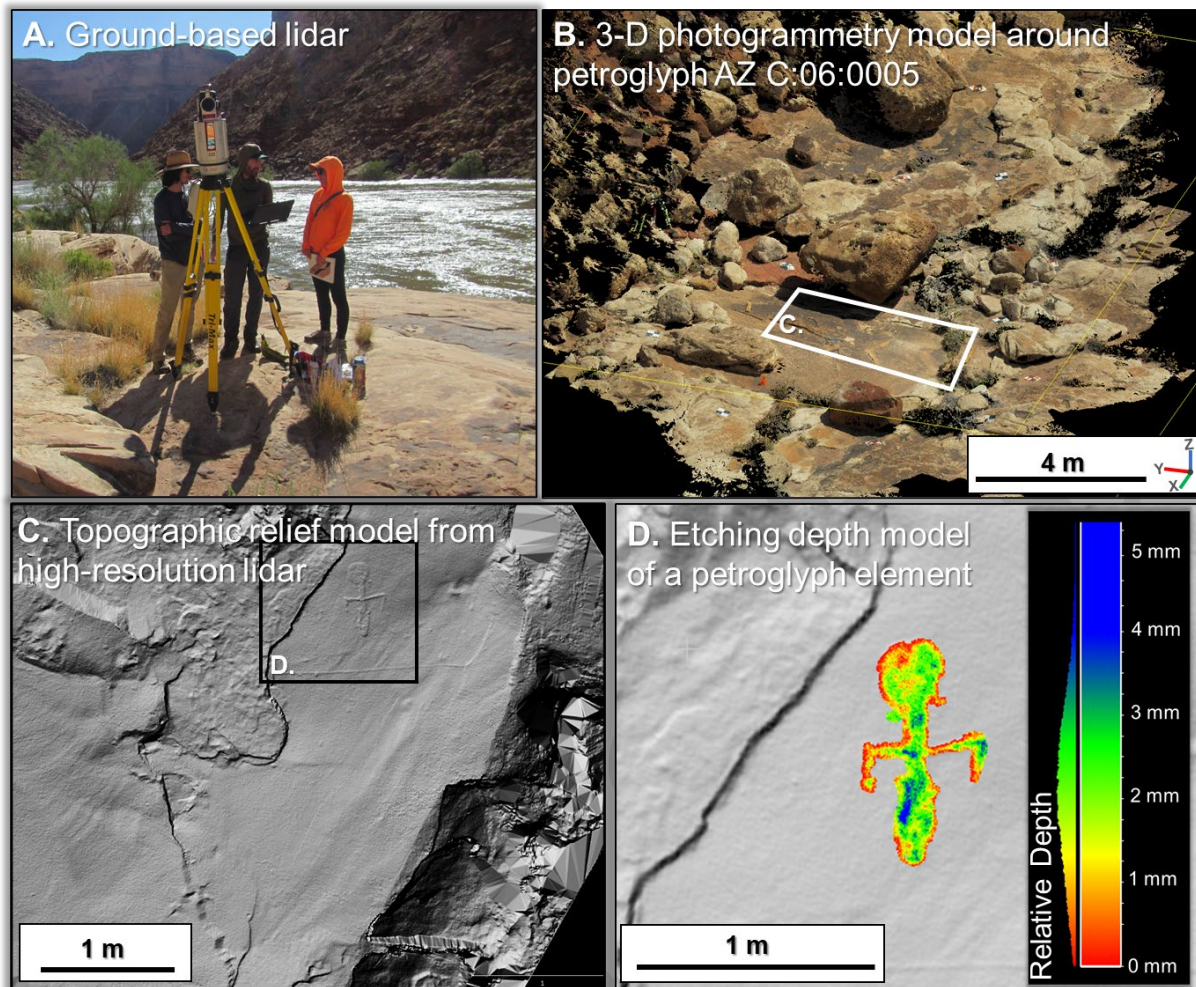 A. Ground-based lidar
Tri-Max
B. 3-D photogrammetry model around
petroglyph AZ C:06:0005
C.
4 m
Z
Y
X
C. Topographic relief model from
high-resolution lidar
D.
1 m
D. Etching depth model
of a petroglyph element
1 m
Relative Depth
5 mm
4 mm
3 mm
2 mm
1 mm
0 mm